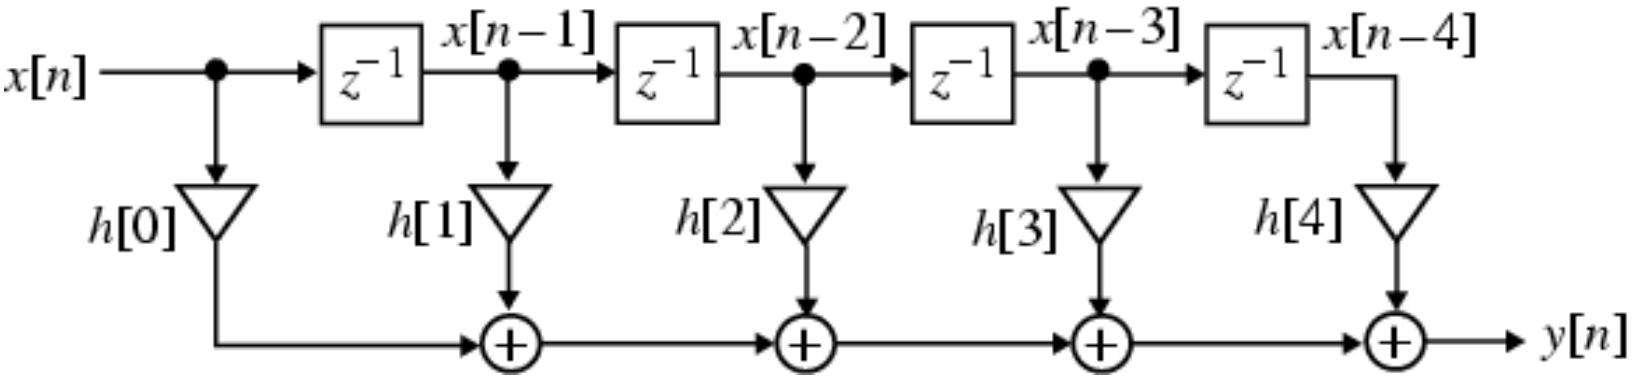 x[n] z⁻¹ x[n−1] z⁻¹ x[n−2] z⁻¹ x[n−3] z⁻¹ x[n−4]
h[0] h[1] h[2] h[3] h[4]
+ + + + y[n]